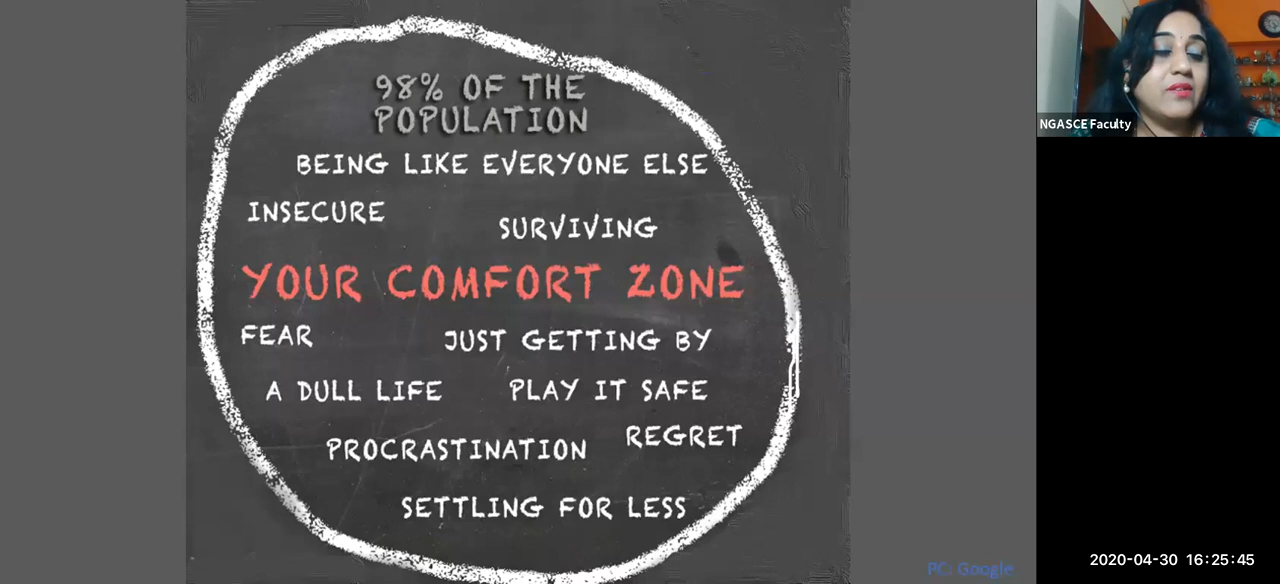 98% OF THE
POPULATION
BEING LIKE EVERYONE ELSE
INSECURE
SURVIVING
YOUR COMFORT ZONE
FEAR
JUST GETTING BY
A DULL LIFE
PLAY IT SAFE
PROCRASTINATION
REGRET
SETTLING FOR LESS
PC: Google
NGASCE Faculty
2020-04-30 16:25:45